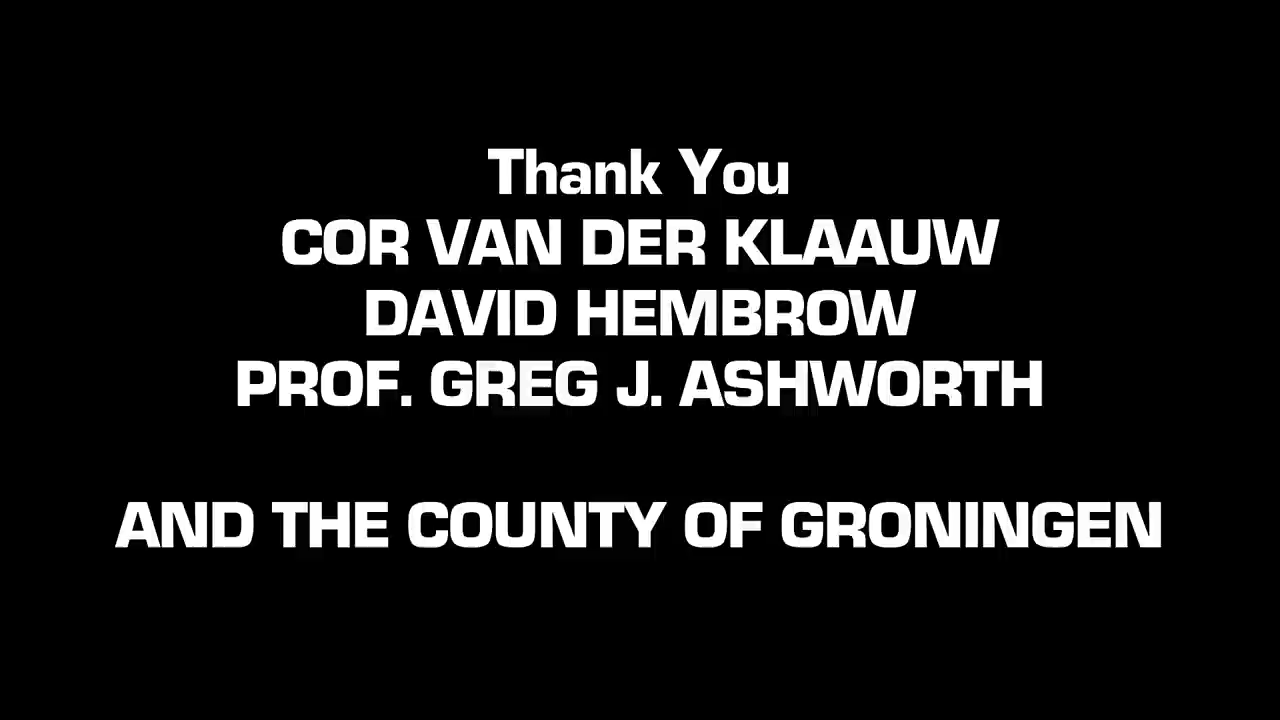 Thank You
COR VAN DER KLAAUW
DAVID HEMBROW
PROF. GREG J. ASHWORTH
AND THE COUNTY OF GRONINGEN